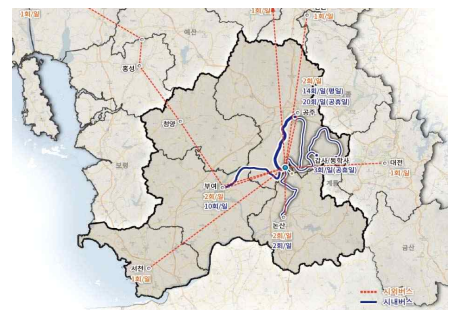 1회/일
1회/일
1회/일
예산
홍성
2회/일
14회/일(평일)
20회/일(공휴일)
공주
청양
보령
갑사/동학사
3회/일(공휴일)
대전
1회/일
계룡
부여
2회/일
10회/일
논산
2회/일
2회/일
금산
서천
1회/일
시외버스
시내버스